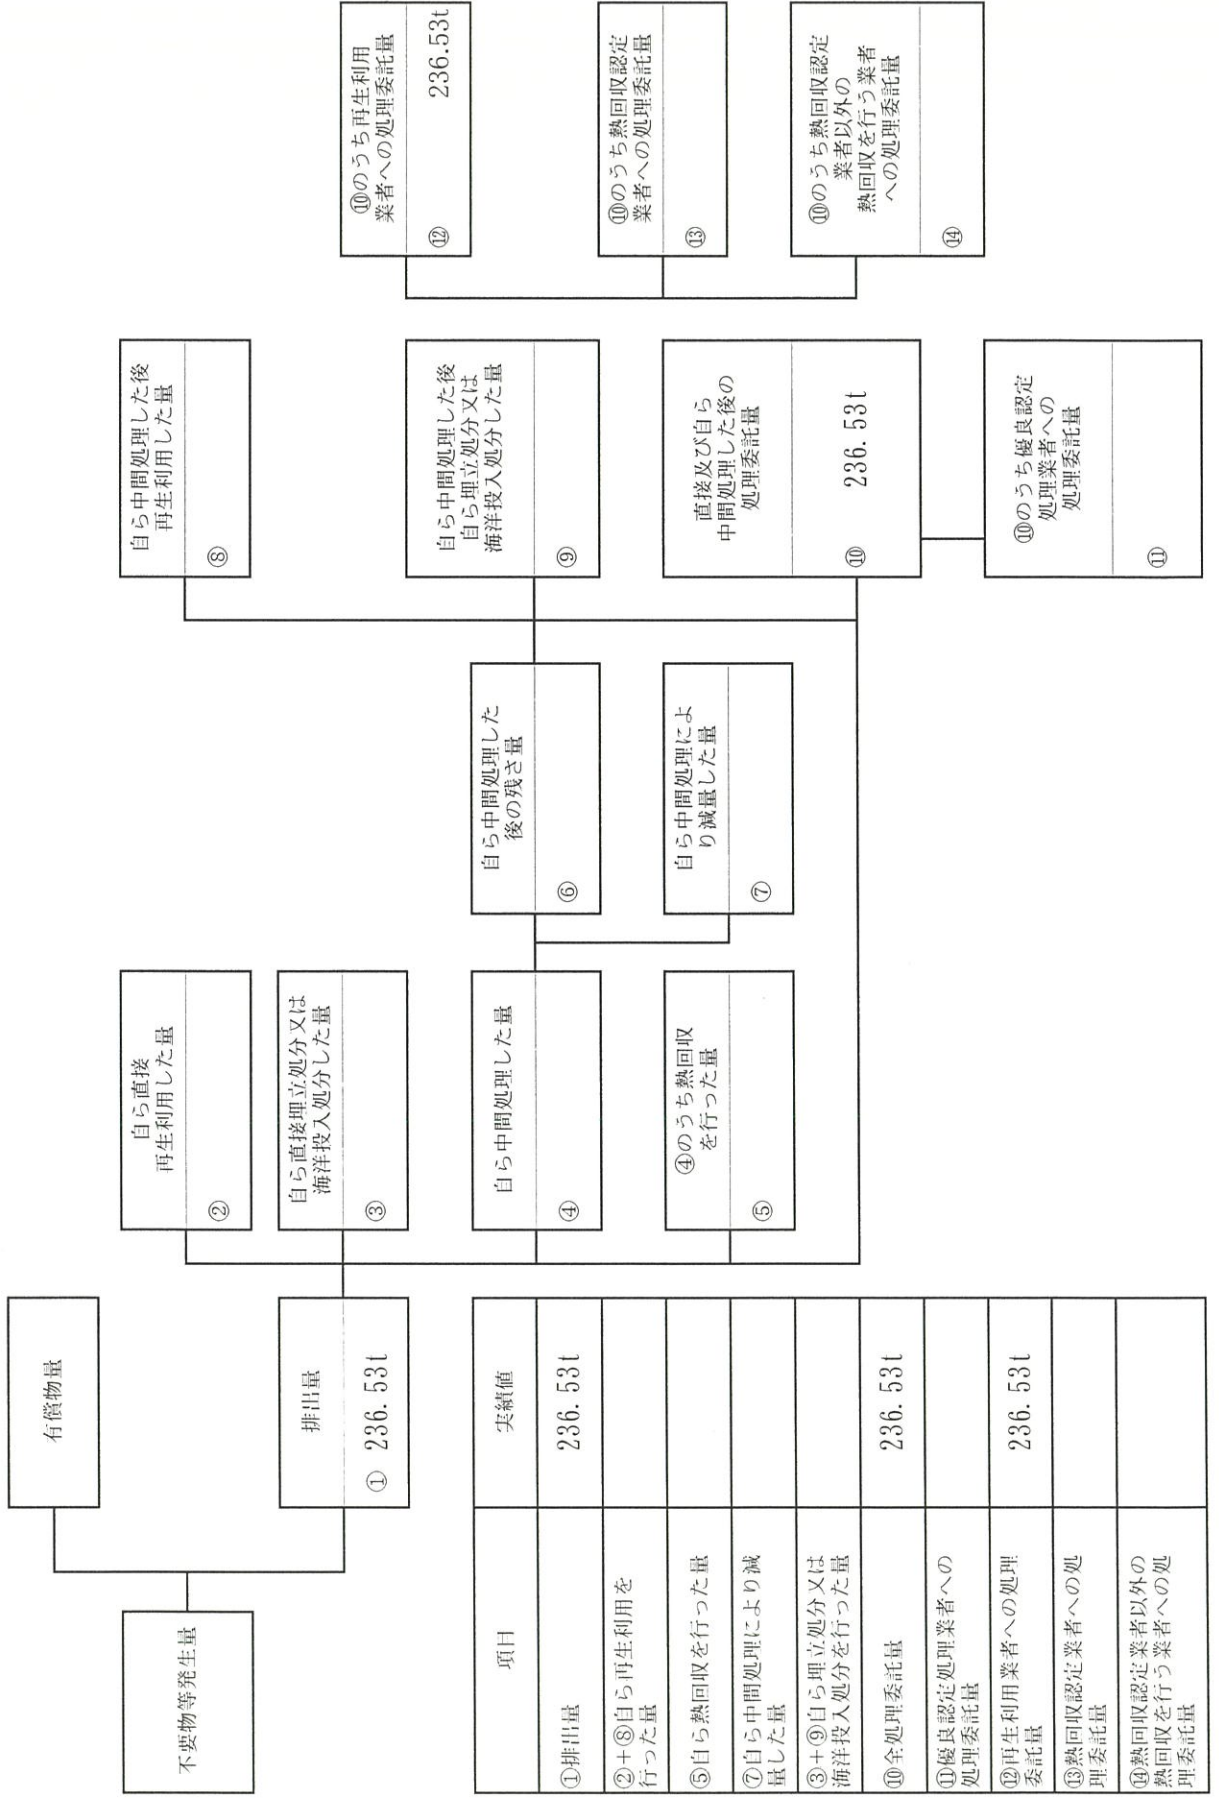 不要物等発生量
有償物量
排出量
① 236.53t
自ら直接
再生利用した量
②
自ら直接埋立処分又は
海洋投入処分した量
③
自ら中間処理した量
④
④のうち熱回収
を行った量
⑤
自ら中間処理した
後の残さ量
⑥
自ら中間処理によ
り減量した量
⑦
自ら中間処理した後
再生利用した量
⑧
自ら中間処理した後
自ら埋立処分又は
海洋投入処分した量
⑨
直接及び自ら
中間処理した後の
処理委託量
⑩ 236.53t
⑩のうち優良認定
処理業者への
処理委託量
⑪
⑩のうち再生利用
業者への処理委託量
⑫ 236.53t
⑩のうち熱回収認定
業者への処理委託量
⑬
⑩のうち熱回収認定
業者以外の
熱回収を行う業者
への処理委託量
⑭
項目 実績値
①排出量 236.53t
②+⑧自ら再生利用を
行った量
⑤自ら熱回収を行った量
⑦自ら中間処理により減
量した量
③+⑨自ら埋立処分又は
海洋投入処分を行った量
⑩全処理委託量 236.53t
⑪優良認定処理業者への
処理委託量
⑫再生利用業者への処理
委託量 236.53t
⑬熱回収認定業者への処
理委託量
⑭熱回収認定業者以外の
熱回収を行う業者への処
理委託量